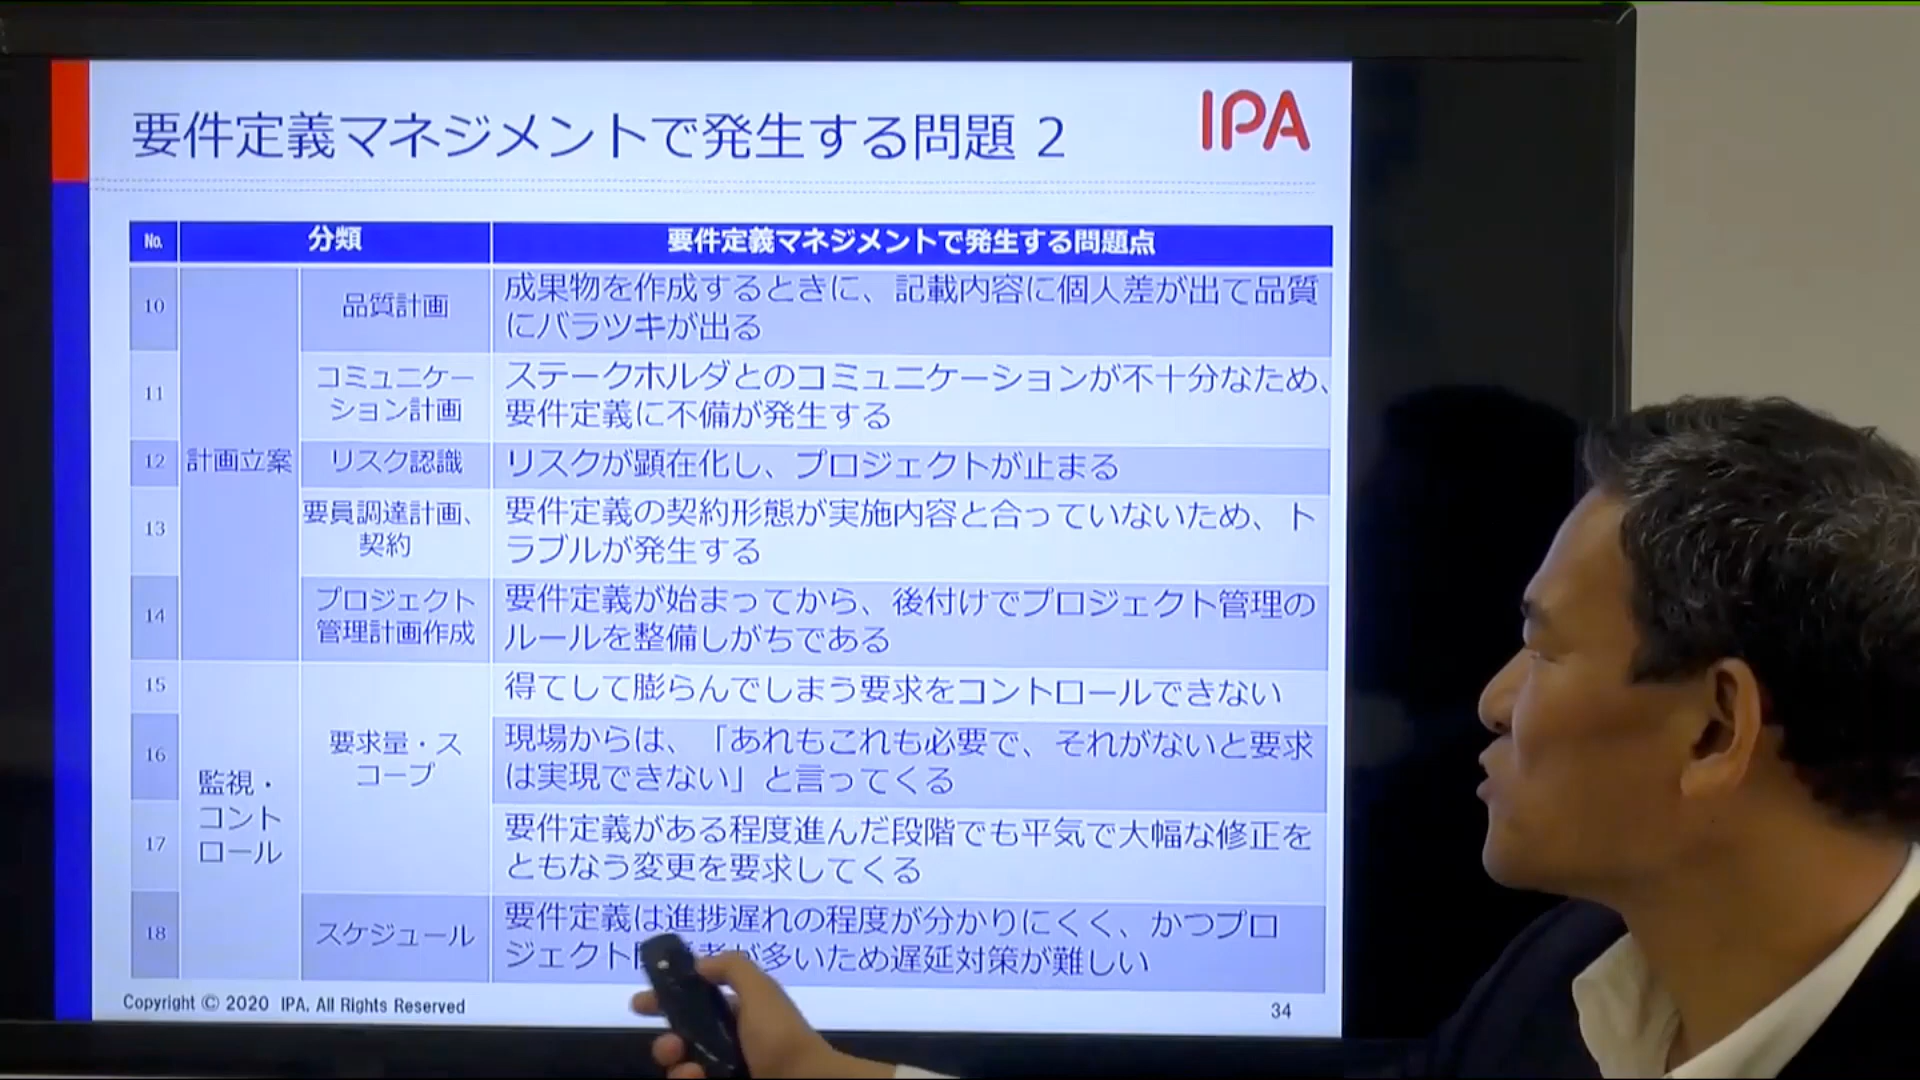 要件定義マネジメントで発生する問題 2
IPA
No.
分類
要件定義マネジメントで発生する問題点
10
計画立案
品質計画
成果物を作成するときに、記載内容に個人差が出て品質
にバラツキが出る
11
コミュニケー
ション計画
ステークホルダとのコミュニケーションが不十分なため、
要件定義に不備が発生する
12
リスク認識
リスクが顕在化し、プロジェクトが止まる
13
要員調達計画、
契約
要件定義の契約形態が実施内容と合っていないため、ト
ラブルが発生する
14
プロジェクト
管理計画作成
要件定義が始まってから、後付けでプロジェクト管理の
ルールを整備しがちである
15
監視・
コント
ロール
要求量・ス
コープ
得てして膨らんでしまう要求をコントロールできない
16
現場からは、「あれもこれも必要で、それがないと要求
は実現できない」と言ってくる
17
要件定義がある程度進んだ段階でも平気で大幅な修正を
ともなう変更を要求してくる
18
スケジュール
要件定義は進捗遅れの程度が分かりにくく、かつプロ
ジェクト 者が多いため遅延対策が難しい
Copyright © 2020 IPA, All Rights Reserved
34